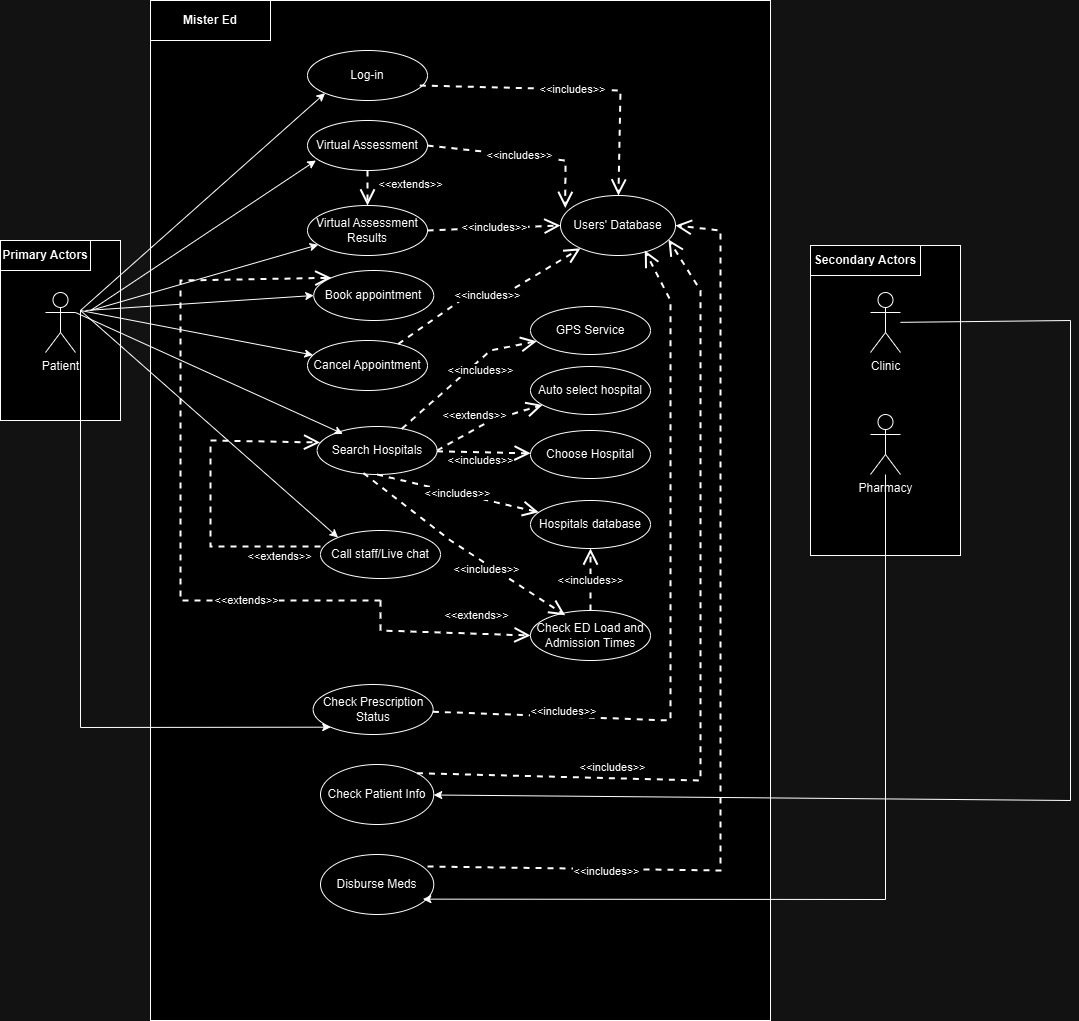 Mister Ed
Log-in
<<includes>>
Virtual Assessment
<<includes>>
<<extends>>
Virtual Assessment
Results
<<includes>>
Users' Database
Primary Actors
Patient
Secondary Actors
Clinic
Pharmacy
Book appointment
<<includes>>
Cancel Appointment
GPS Service
<<includes>>
Auto select hospital
<<extends>>
Search Hospitals
<<includes>>
Choose Hospital
<<includes>>
Hospitals database
Call staff/Live chat
<<extends>>
<<includes>>
<<includes>>
<<extends>>
<<extends>>
Check ED Load and
Admission Times
Check Prescription
Status
<<includes>>
<<includes>>
Check Patient Info
<<includes>>
Disburse Meds